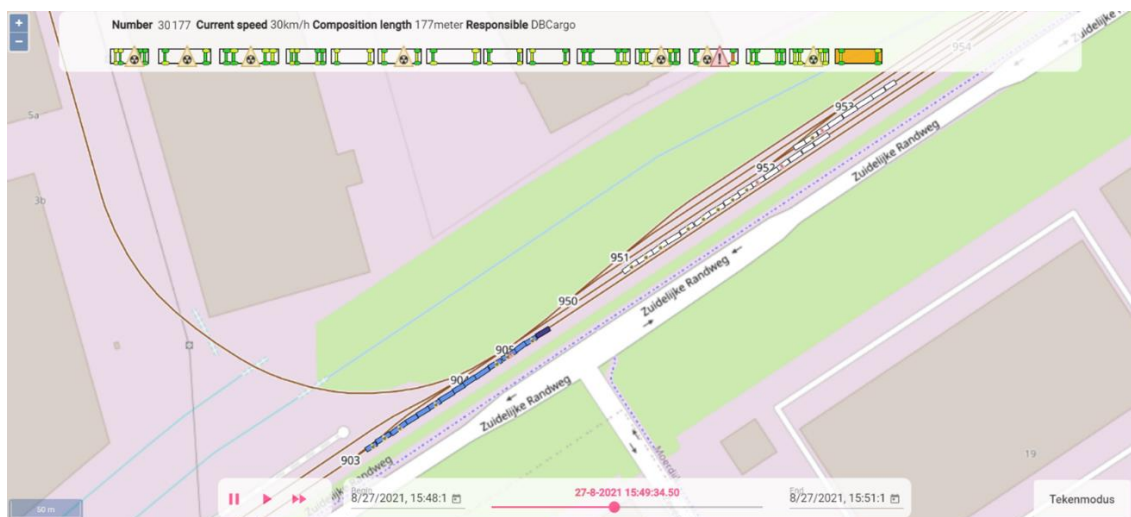 +
−
Number 30177 Current speed 30km/h Composition length 177meter Responsible DBCargo
954
Zuidelijke Randweg
953
5a
Zuidelijke Randweg
952
3b
951
Zuidelijke Randweg
950
905
904
Zuidelijke Randweg
903
Zuidelijke Randweg
Moerdij
19
Begin
8/27/2021, 15:48:1
27-8-2021 15:49:34.50
End
8/27/2021, 15:51:1
Tekenmodus
50 m